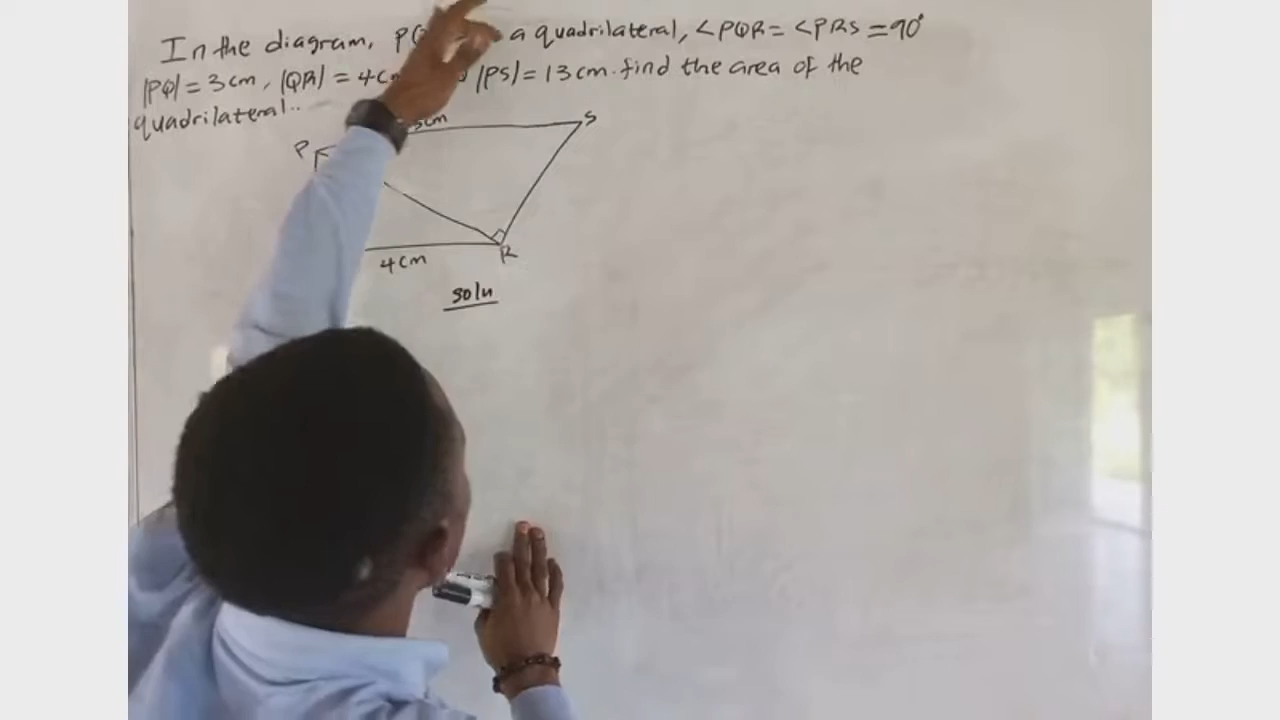 In the diagram, PQ a quadrilateral, ∠PQR = ∠PRS = 90°
|PQ| = 3cm, |QR| = 4cm |PS| = 13cm. find the area of the
quadrilateral..
3cm
S
P
4cm
R
soln